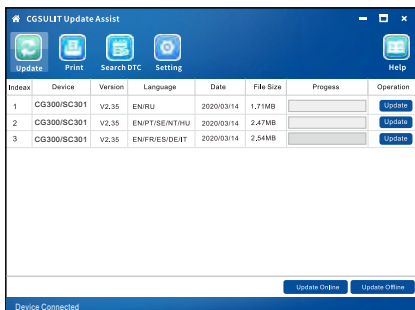 CGSULIT Update Assist
Update Print Search DTC Setting Help
Indeax Device Version Language Date File Size Progess Operation
1 CG300/SC301 V2.35 EN/RU 2020/03/14 1.71MB Update
2 CG300/SC301 V2.35 EN/PT/SE/NT/HU 2020/03/14 2.47MB Update
3 CG300/SC301 V2.35 EN/FR/ES/DE/IT 2020/03/14 2.54MB Update
Update Online Update Offline
Device Connected